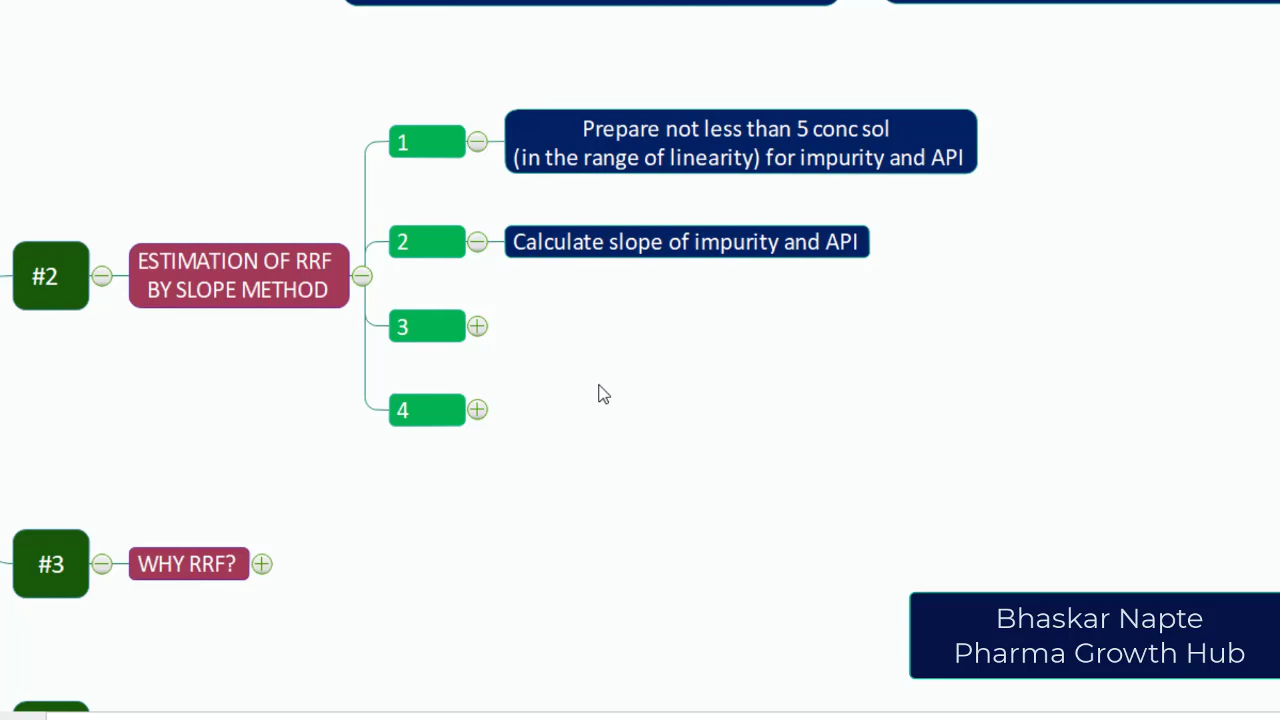 1
Prepare not less than 5 conc sol
(in the range of linearity) for impurity and API
2
Calculate slope of impurity and API
#2
ESTIMATION OF RRF
BY SLOPE METHOD
3
4
#3
WHY RRF?
Bhaskar Napte
Pharma Growth Hub